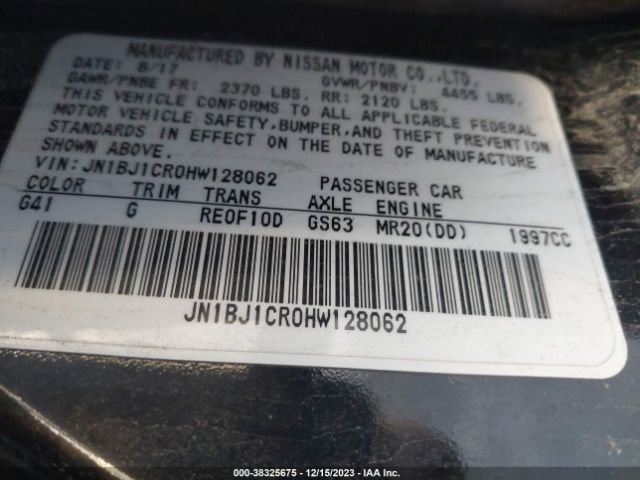 MANUFACTURED BY NISSAN MOTOR CO.,LTD.
DATE: 8/17 GVWR/PNBV: 4455 LBS.
GAWR/PNBE FR: 2370 LBS. RR: 2120 LBS.
THIS VEHICLE CONFORMS TO ALL APPLICABLE FEDERAL
MOTOR VEHICLE SAFETY,BUMPER,AND THEFT PREVENTION
STANDARDS IN EFFECT ON THE DATE OF MANUFACTURE
SHOWN ABOVE.
VIN: JN1BJ1CR0HW128062 PASSENGER CAR
COLOR TRIM TRANS AXLE ENGINE
G41 G RE0F10D GS63 MR20(DD) 1997CC
JN1BJ1CR0HW128062
000-38325675 - 12/15/2023 - IAA Inc.